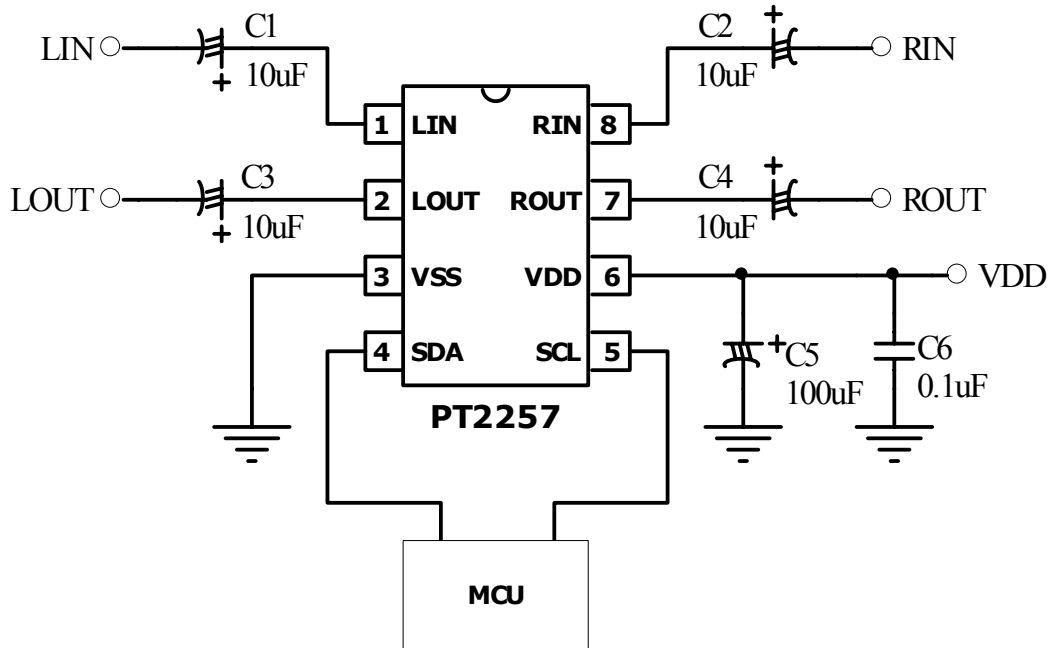 LIN
C1
+
10uF
C2
+
10uF
RIN
1 LIN
RIN 8
LOUT
C3
+
10uF
2 LOUT
ROUT 7
C4
+
10uF
ROUT
3 VSS
VDD 6
VDD
4 SDA
SCL 5
+
C5
100uF
C6
0.1uF
PT2257
MCU